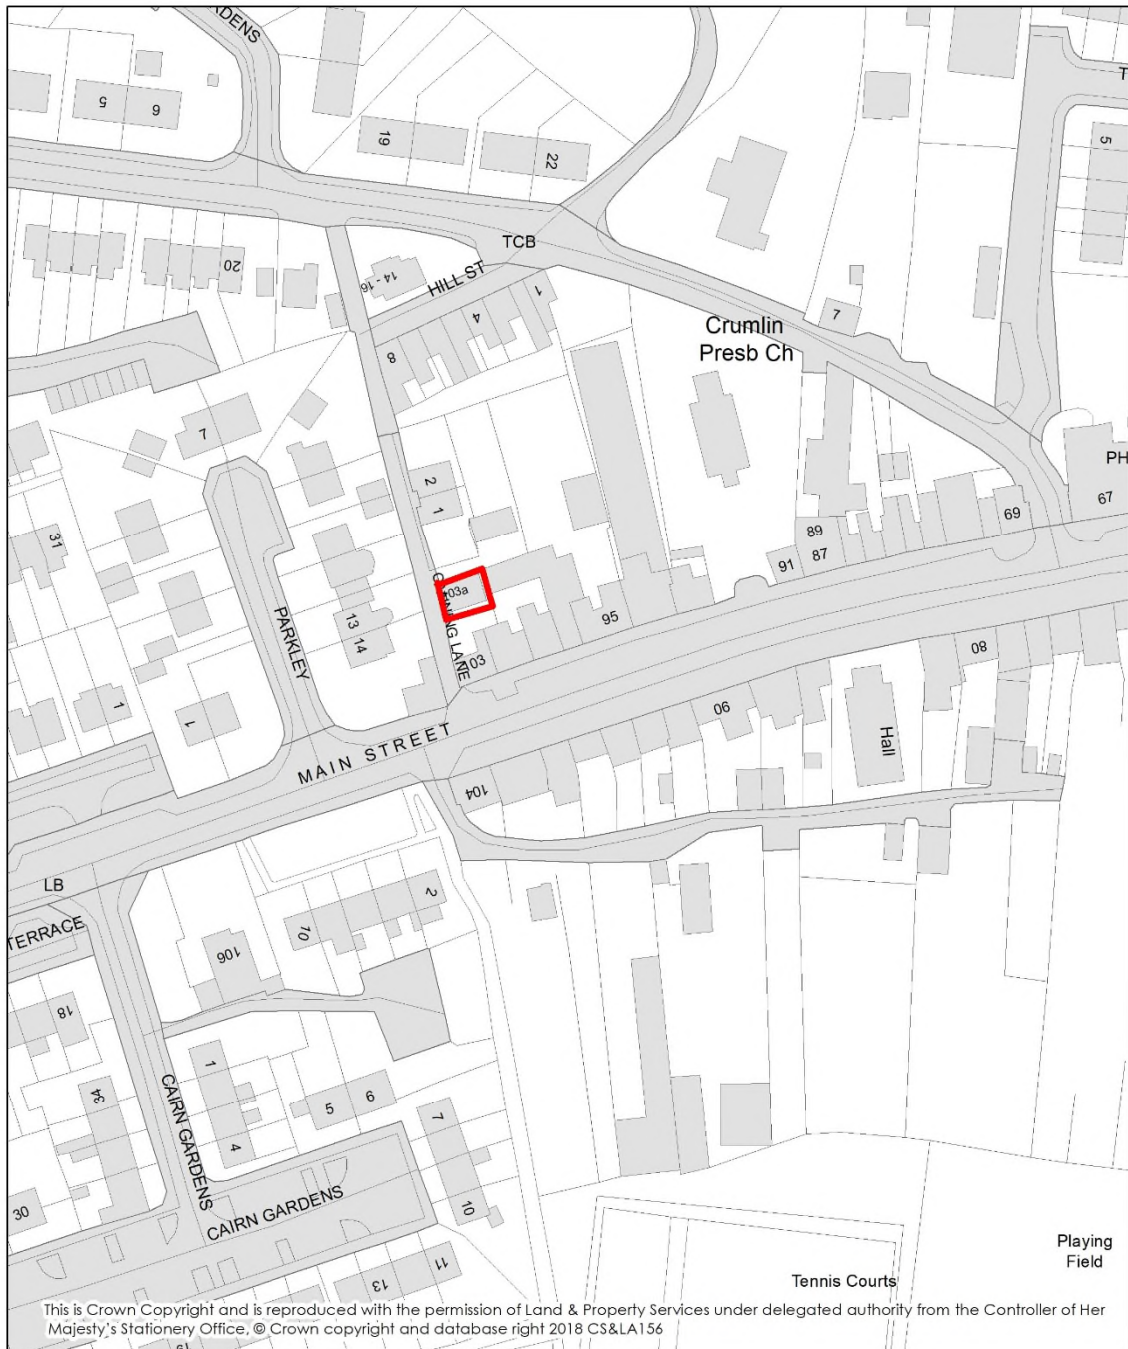 ADENS
5
6
19
22
T
5
TCB
20
14 - 16
HILL ST
1
4
8
7
Crumlin
Presb Ch
7
PH
67
69
2
1
31
89
87
91
03a
LANE
95
13
14
PARKLEY
103
80
1
1
90
Hall
MAIN STREET
104
LB
TERRACE
2
10
106
18
34
1
4
5
6
7
10
CAIRN GARDENS
CAIRN GARDENS
30
11
13
Playing
Field
Tennis Courts
This is Crown Copyright and is reproduced with the permission of Land & Property Services under delegated authority from the Controller of Her
Majesty's Stationery Office, © Crown copyright and database right 2018 CS&LA156